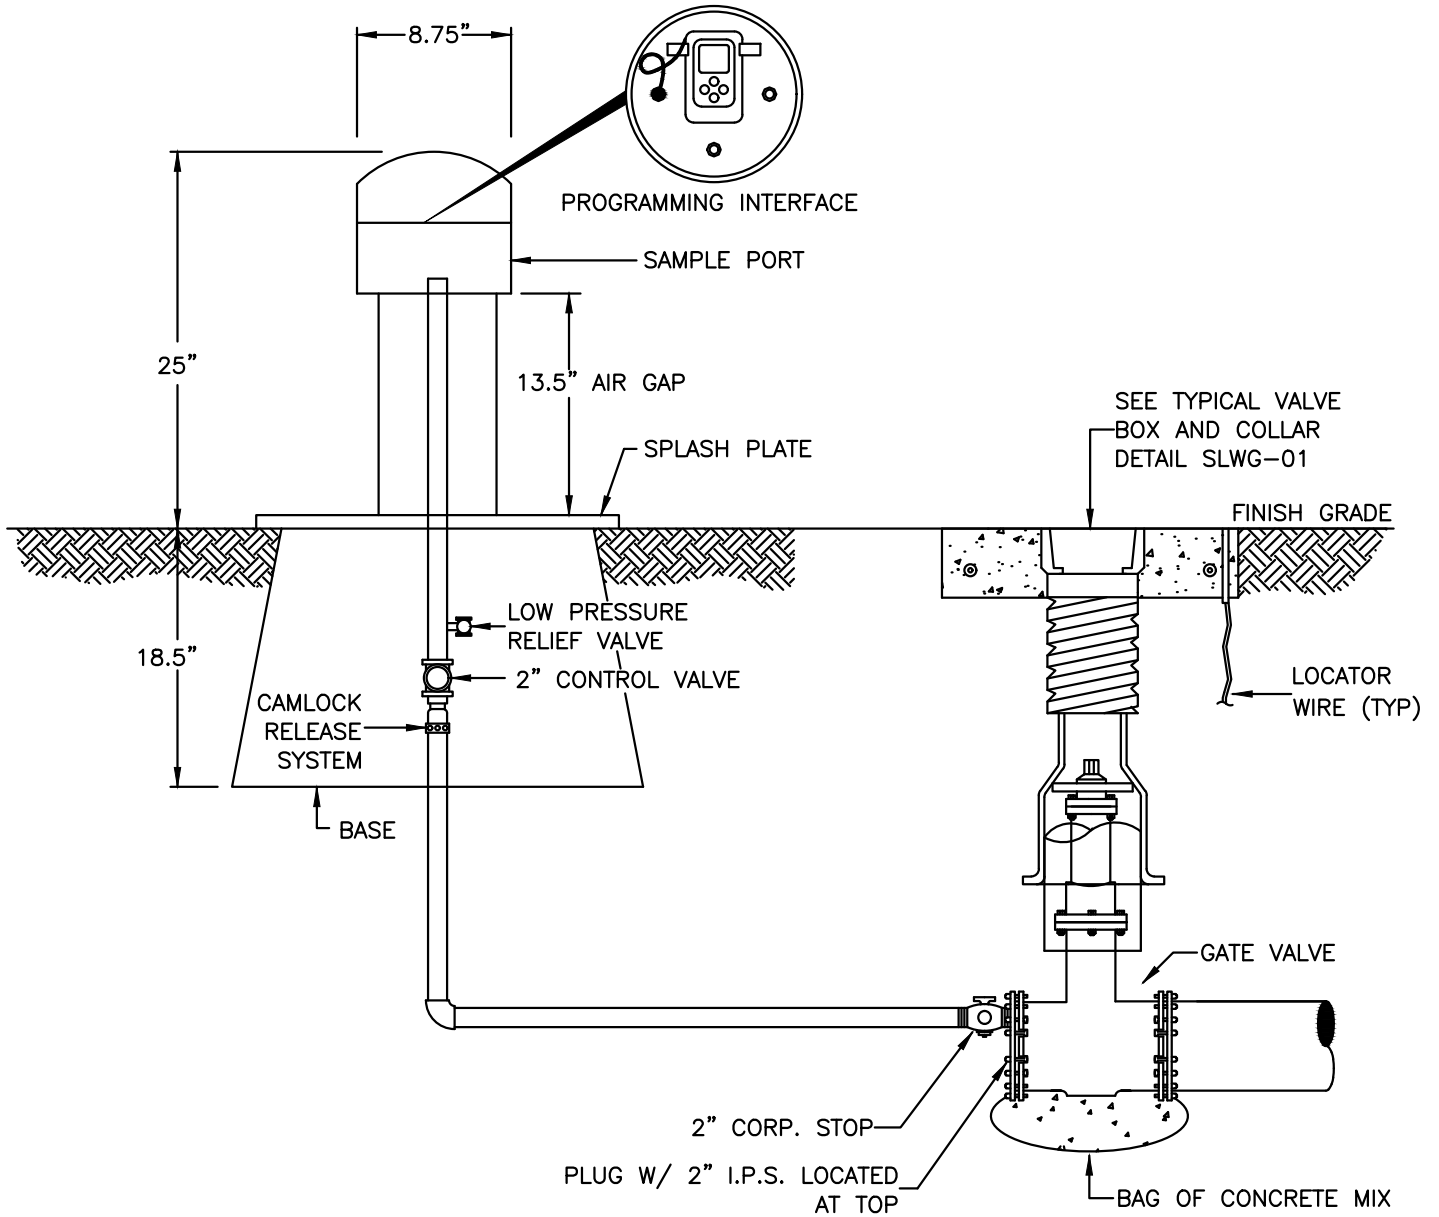 8.75”
PROGRAMMING INTERFACE
SAMPLE PORT
25”
13.5” AIR GAP
SPLASH PLATE
SEE TYPICAL VALVE
BOX AND COLLAR
DETAIL SLWG-01
FINISH GRADE
LOW PRESSURE
RELIEF VALVE
18.5”
2” CONTROL VALVE
CAMLOCK
RELEASE
SYSTEM
LOCATOR
WIRE (TYP)
BASE
GATE VALVE
2” CORP. STOP
PLUG W/ 2” I.P.S. LOCATED
AT TOP
BAG OF CONCRETE MIX